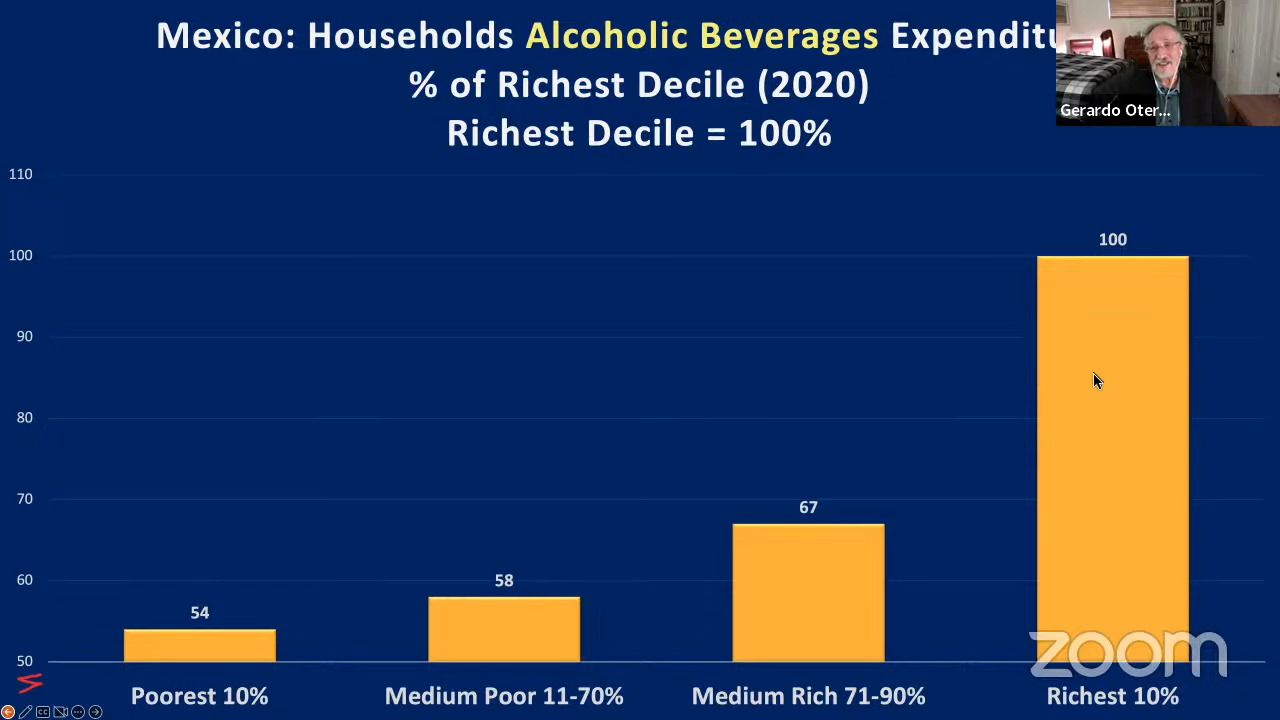 Mexico: Households Alcoholic Beverages Expenditu
% of Richest Decile (2020)
Richest Decile = 100%
Gerardo Oter...
110
100
90
80
70
60
50
100
67
58
54
Poorest 10%
Medium Poor 11-70%
Medium Rich 71-90%
Richest 10%
zoom
CC